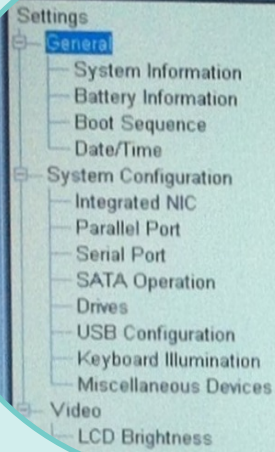 Settings
General
System Information
Battery Information
Boot Sequence
Date/Time
System Configuration
Integrated NIC
Parallel Port
Serial Port
SATA Operation
Drives
USB Configuration
Keyboard Illumination
Miscellaneous Devices
Video
LCD Brightness